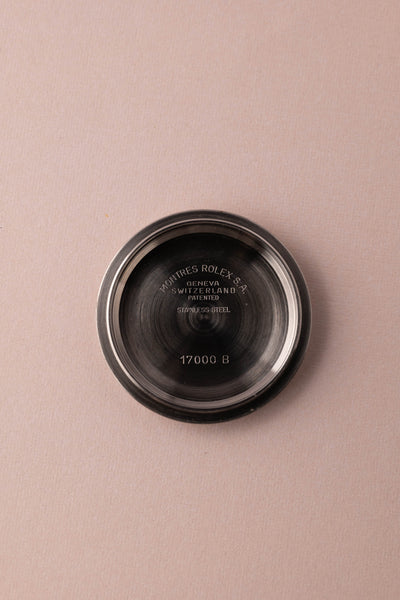 MONTRES ROLEX S.A.
GENEVA
SWITZERLAND
PATENTED
STAINLESS-STEEL
17000 B